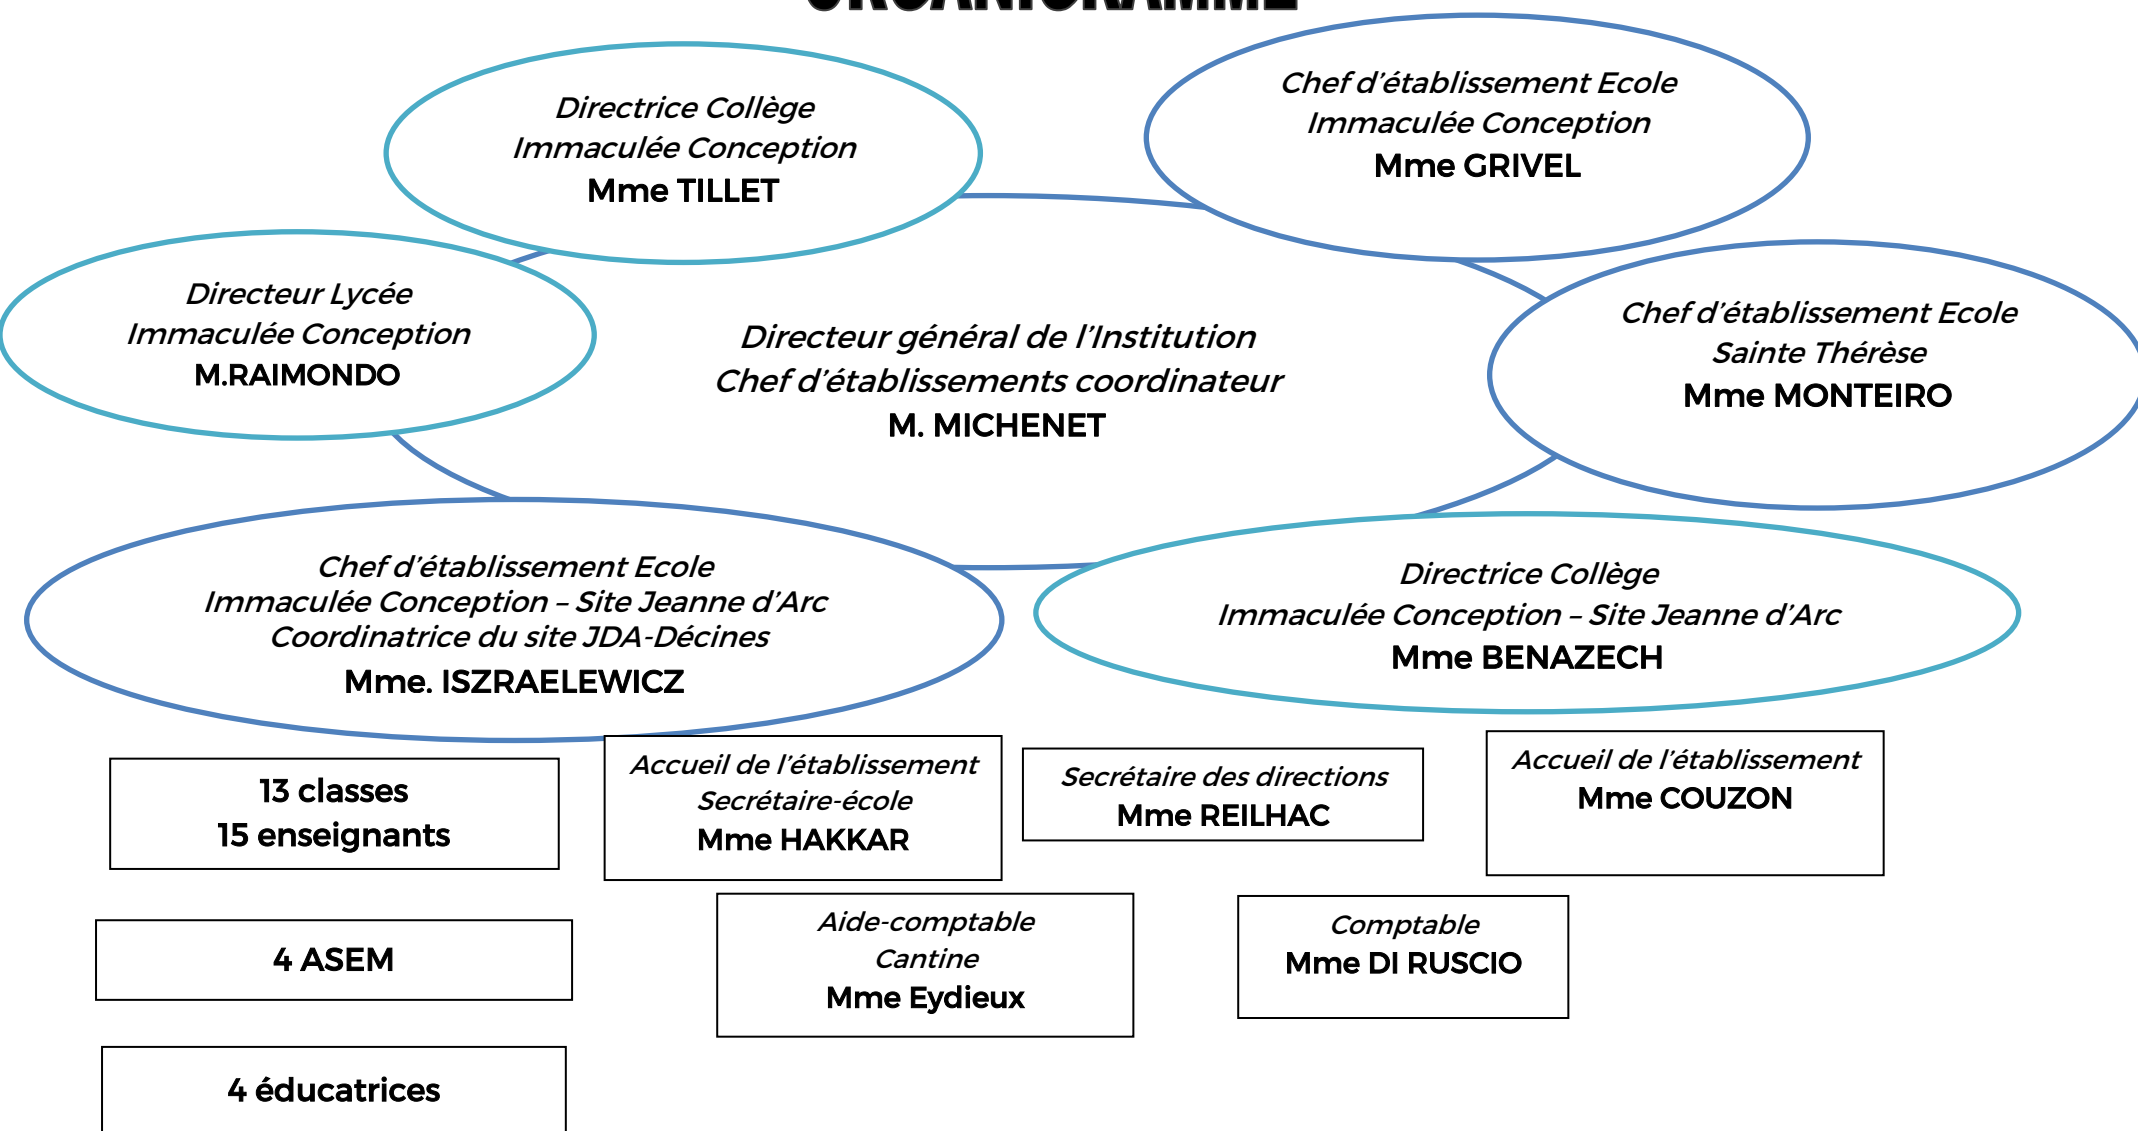 ORGANIGRAMME
Directrice Collège
Immaculée Conception
Mme TILLET
Chef d'établissement Ecole
Immaculée Conception
Mme GRIVEL
Directeur Lycée
Immaculée Conception
M.RAIMONDO
Directeur général de l'Institution
Chef d'établissements coordinateur
M. MICHENET
Chef d'établissement Ecole
Sainte Thérèse
Mme MONTEIRO
Chef d'établissement Ecole
Immaculée Conception – Site Jeanne d'Arc
Coordinatrice du site JDA-Décines
Mme. ISZRAELEWICZ
Directrice Collège
Immaculée Conception – Site Jeanne d'Arc
Mme BENAZECH
13 classes
15 enseignants
Accueil de l'établissement
Secrétaire-école
Mme HAKKAR
Secrétaire des directions
Mme REILHAC
Accueil de l'établissement
Mme COUZON
4 ASEM
Aide-comptable
Cantine
Mme Eydieux
Comptable
Mme DI RUSCIO
4 éducatrices